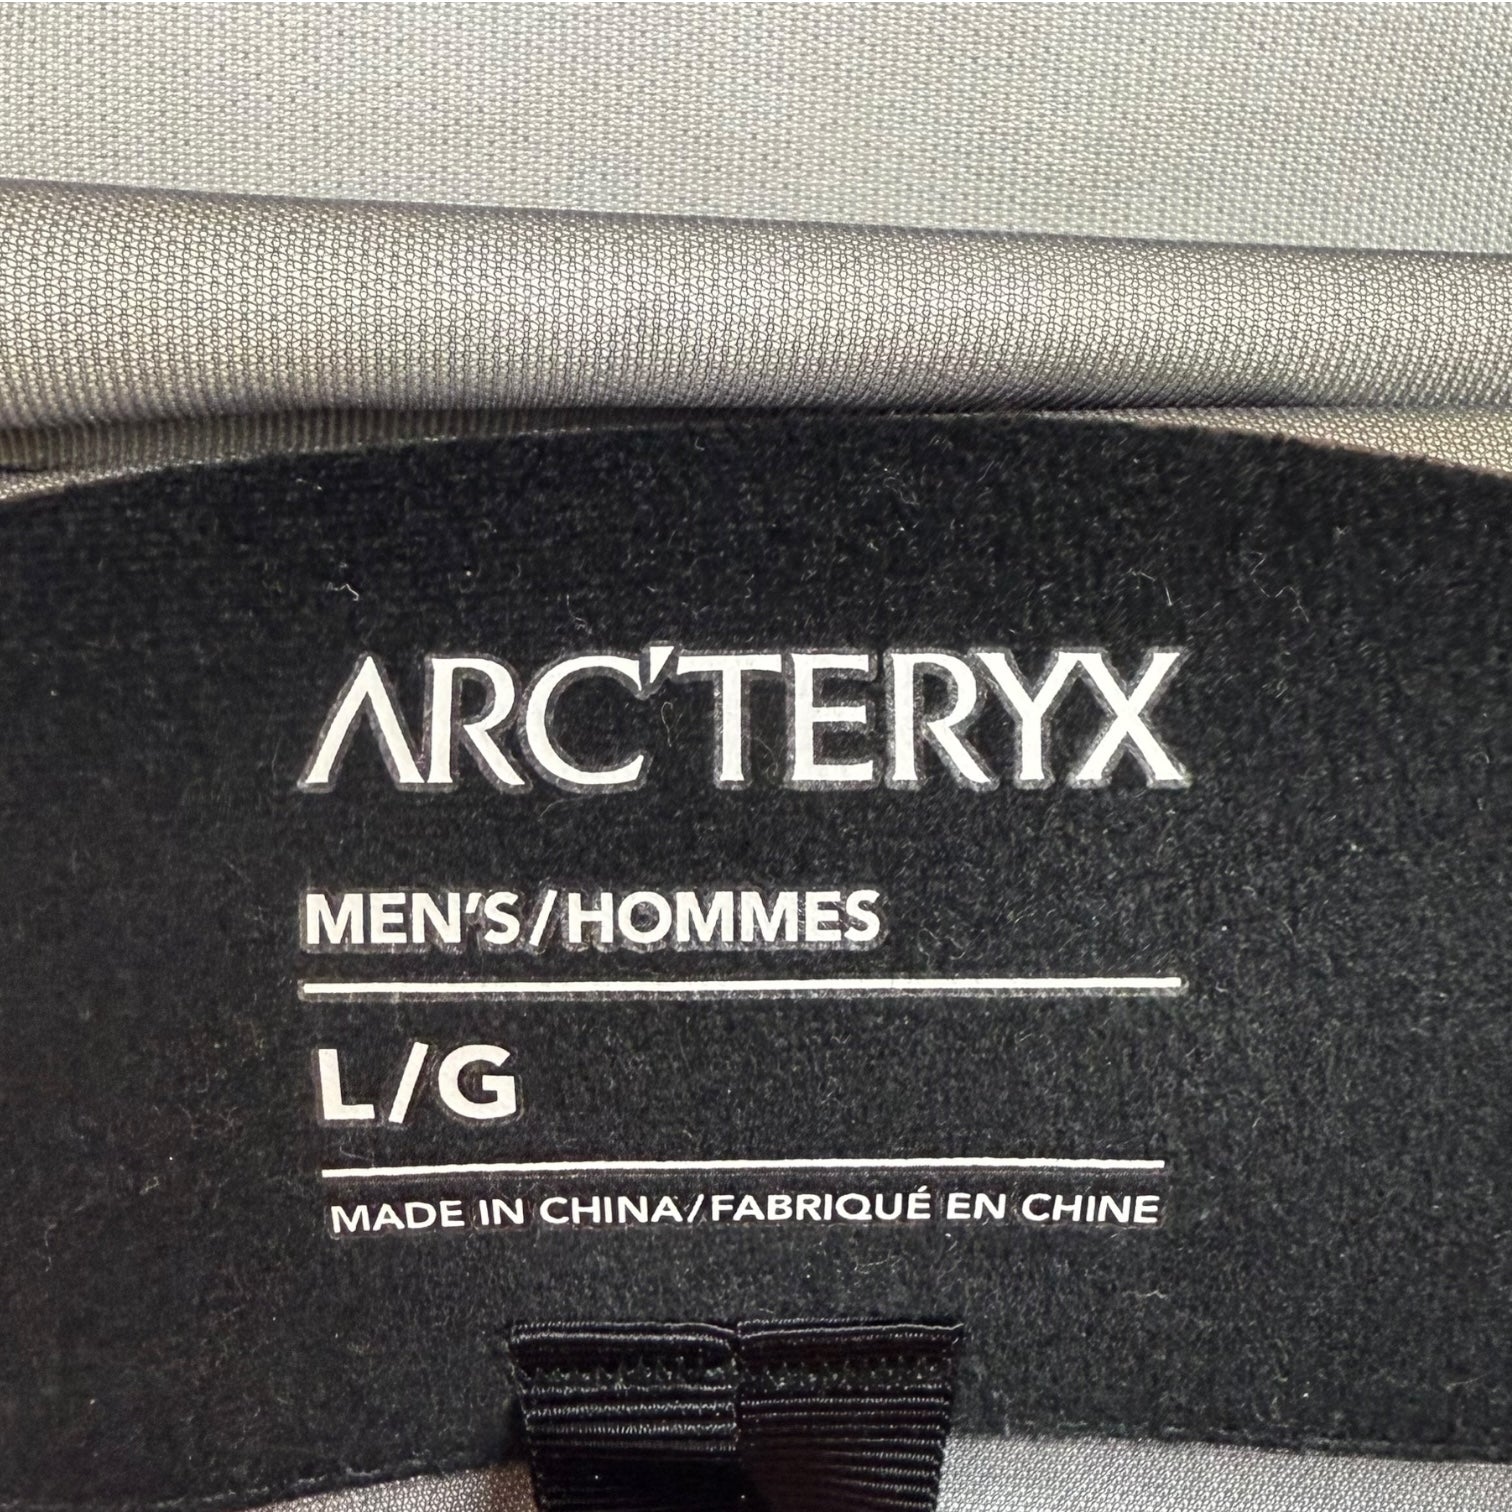 ARC'TERYX
MEN'S/HOMMES
L/G
MADE IN CHINA/FABRIQUÉ EN CHINE